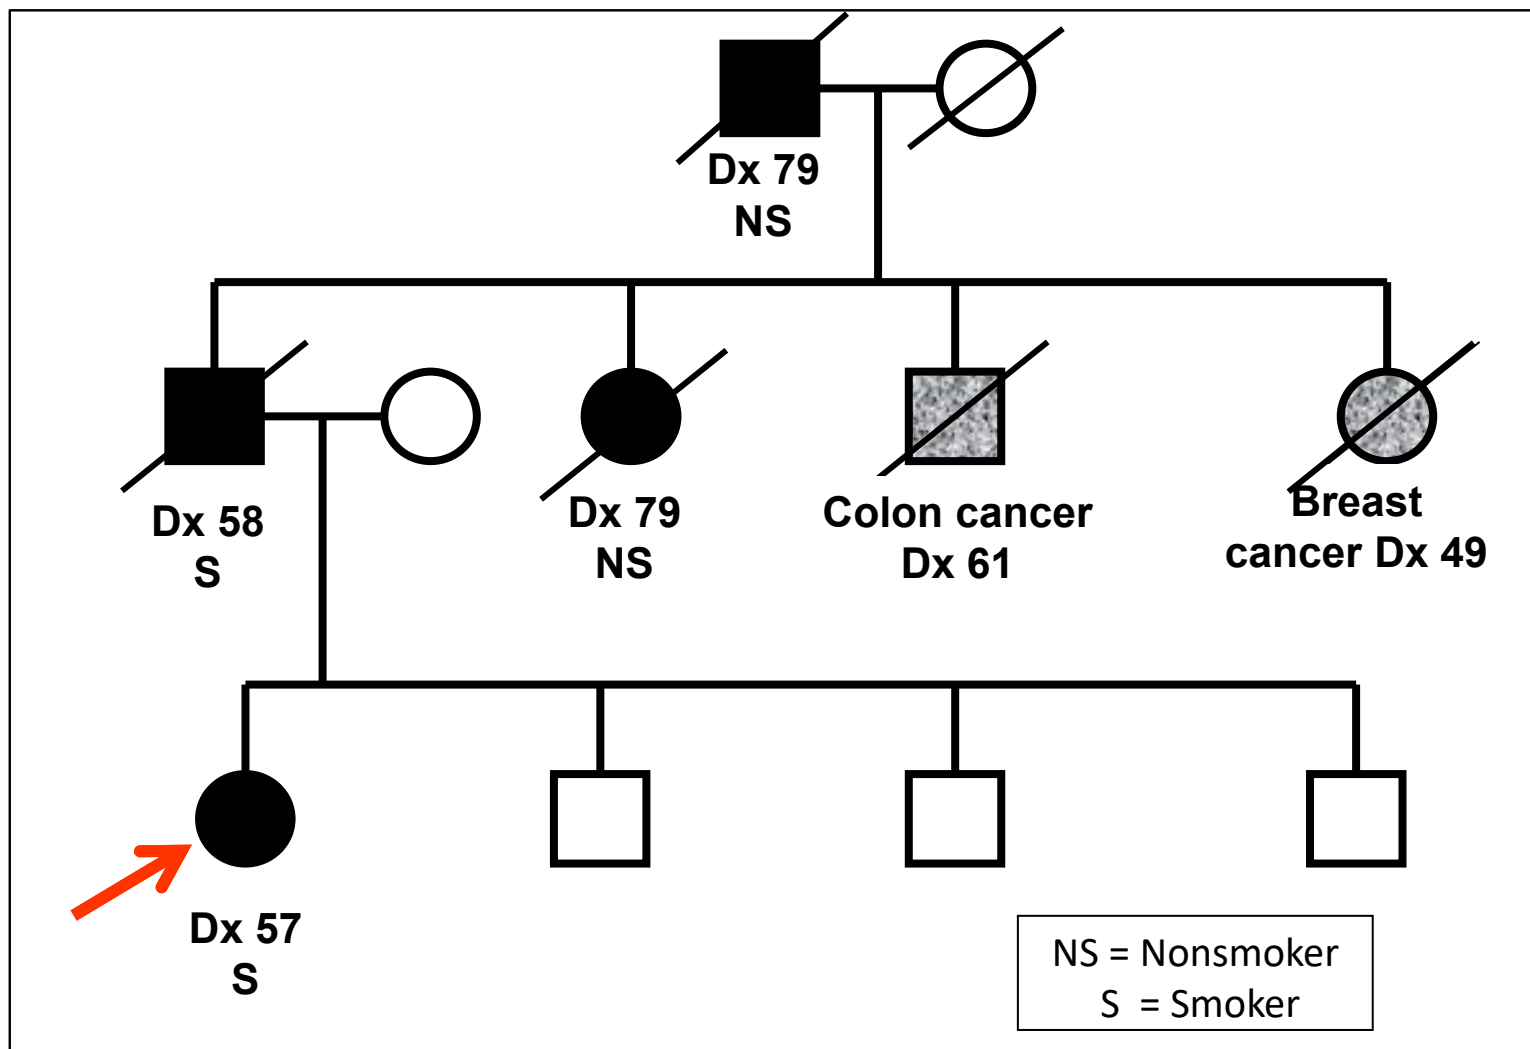 Dx 79
NS
Dx 58
S
Dx 79
NS
Colon cancer
Dx 61
Breast
cancer Dx 49
Dx 57
S
NS = Nonsmoker
S = Smoker